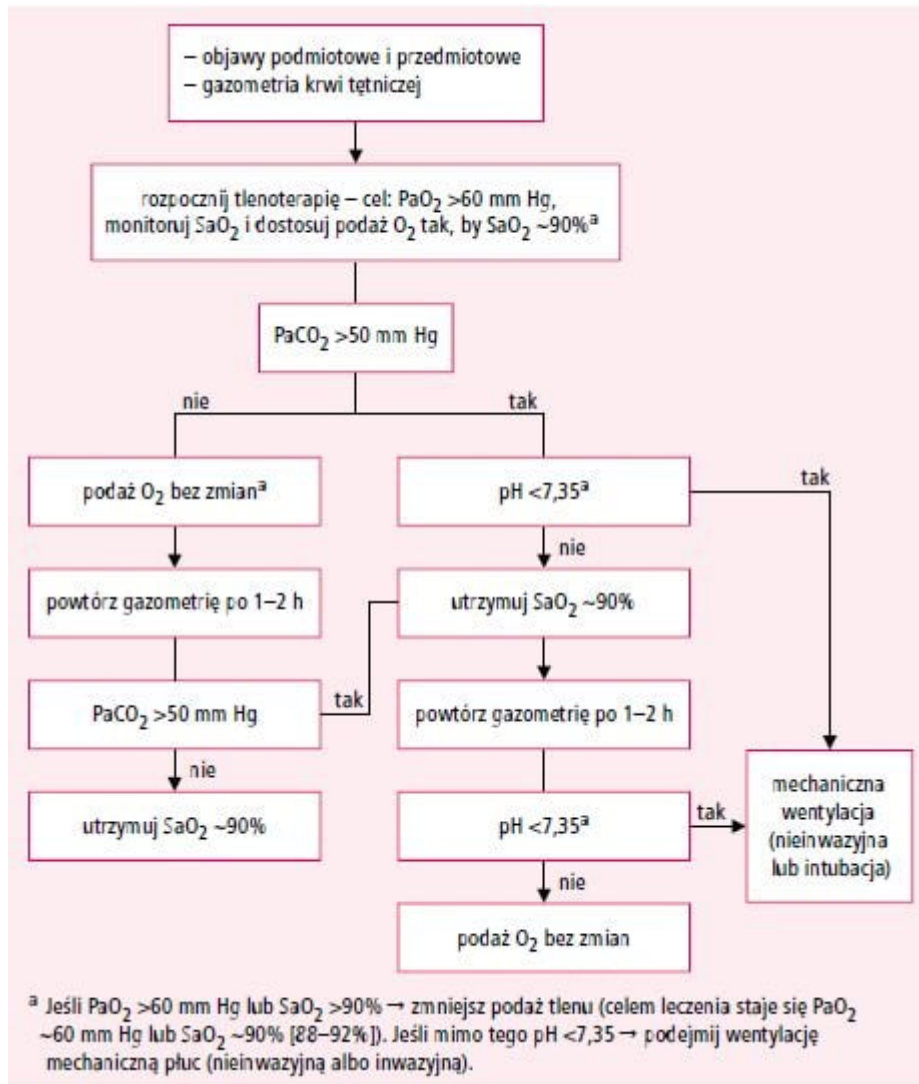 – objawy podmiotowe i przedmiotowe
– gazometria krwi tętniczej
rozpocznij tlenoterapię – cel: PaO₂ >60 mm Hg,
monitoruj SaO₂ i dostosuj podaż O₂ tak, by SaO₂ ~90%ᵃ
PaCO₂ >50 mm Hg
nie
tak
podaż O₂ bez zmianᵃ
pH <7,35ᵃ
tak
nie
powtórz gazometrię po 1–2 h
utrzymuj SaO₂ ~90%
PaCO₂ >50 mm Hg
tak
powtórz gazometrię po 1–2 h
nie
utrzymuj SaO₂ ~90%
pH <7,35ᵃ
tak
mechaniczna
wentylacja
(nieinwazyjna
lub intubacja)
nie
podaż O₂ bez zmian
ᵃ Jeśli PaO₂ >60 mm Hg lub SaO₂ >90% → zmniejsz podaż tlenu (celem leczenia staje się PaO₂
~60 mm Hg lub SaO₂ ~90% [88–92%]). Jeśli mimo tego pH <7,35 → podejmij wentylację
mechaniczną płuc (nieinwazyjną albo inwazyjną).